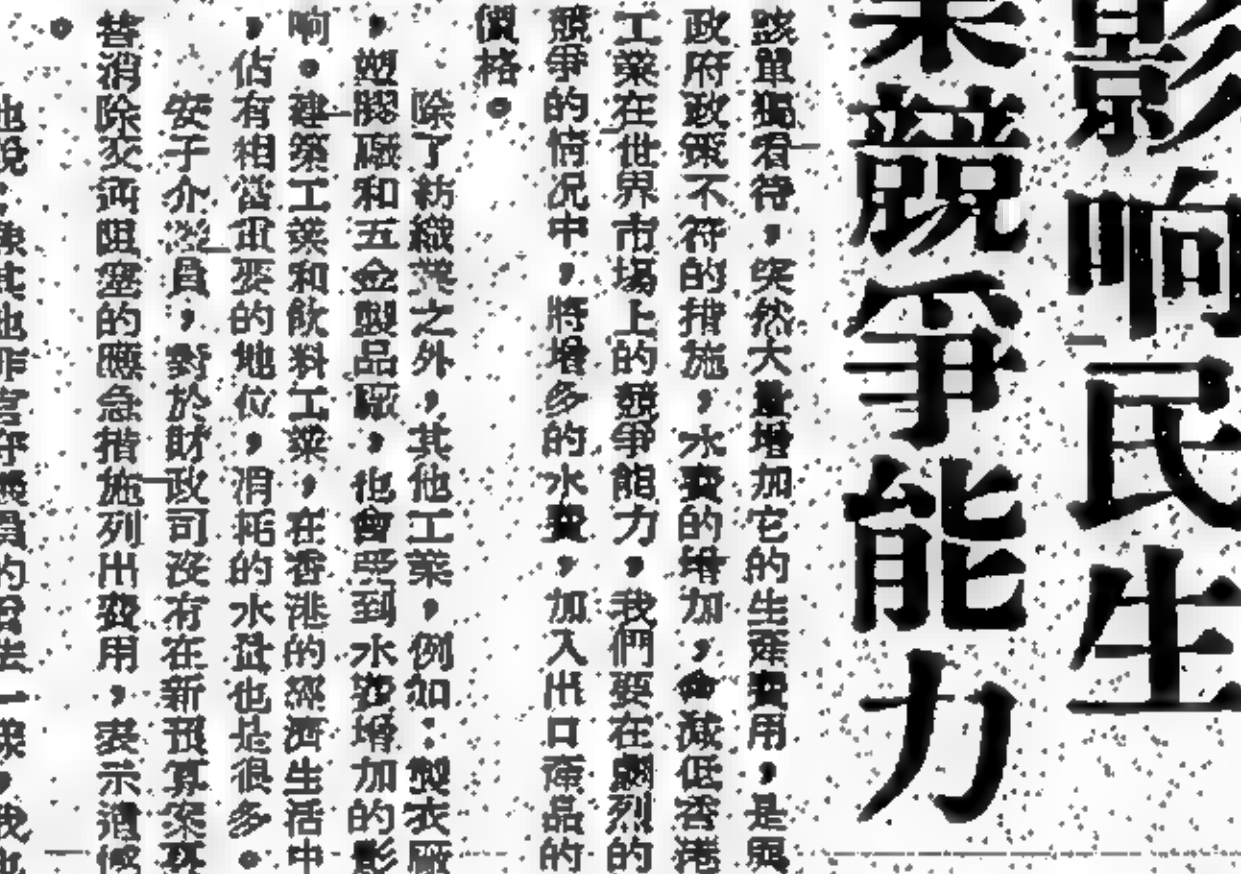 影响民生
業競爭能力
該單獨看待,突然大量增加它的生產費用,是與
政府政策不符的措施,水費的增加,會减低香港
工業在世界市場上的競爭能力,我們要在劇烈的
競爭的情况中,將增多的水費,加入出口產品的
價格。
除了紡織業之外,其他工業,例如:製衣廠
,塑膠廠和五金製品廠,也會受到水費增加的影
响。建築工業和飲料工業,在香港的經濟生活中
,佔有相當重要的地位,消耗的水量也是很多。
安子介議員,對於財政司沒有在新預算案裏
替消除交通阻塞的應急措施列出費用,表示遺憾
。
他說:像其他非官守議員的看法一樣,我也